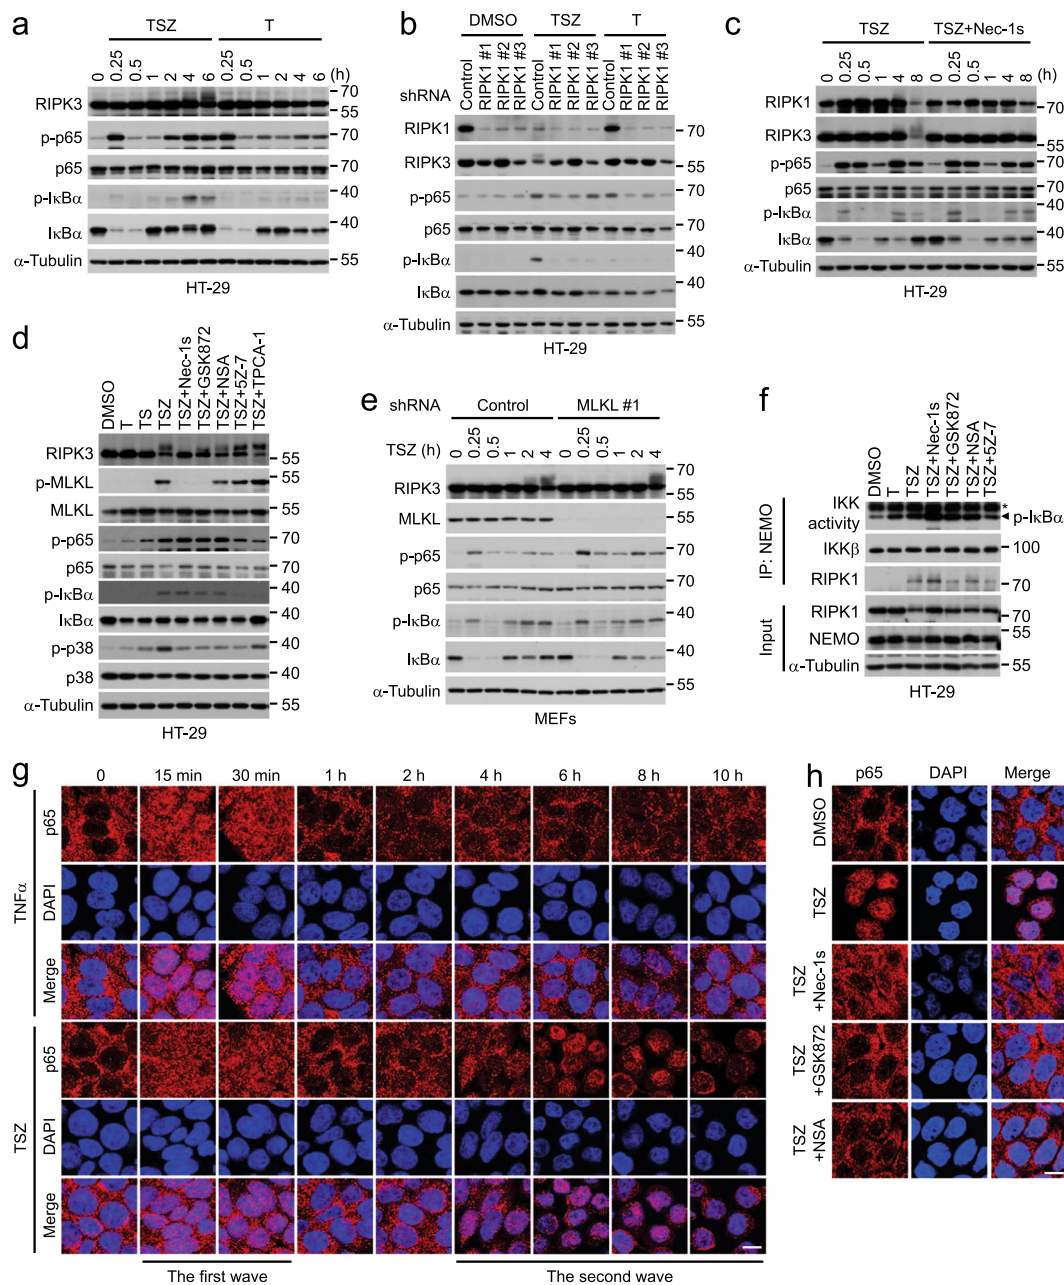 a
TSZ T
0 0.25 0.5 1 2 4 6 0.25 0.5 1 2 4 6 (h)
RIPK3 70 55
p-p65 70
p65 70
p-IκBα 40
IκBα 40
α-Tubulin 55
HT-29
b
DMSO TSZ T
shRNA Control RIPK1 #1 RIPK1 #2 RIPK1 #3 Control RIPK1 #1 RIPK1 #2 RIPK1 #3 Control RIPK1 #1 RIPK1 #2 RIPK1 #3
RIPK1 70
RIPK3 55
p-p65 70
p65 70
p-IκBα 40
IκBα 40
α-Tubulin 55
HT-29
c
TSZ TSZ+Nec-1s
0 0.25 0.5 1 4 8 0 0.25 0.5 1 4 8 (h)
RIPK1 70
RIPK3 55
p-p65 70
p65 70
p-IκBα 40
IκBα 40
α-Tubulin 55
HT-29
d
DMSO T TS TSZ TSZ+Nec-1s TSZ+GSK872 TSZ+NSA TSZ+5Z-7 TSZ+TPCA-1
RIPK3 55
p-MLKL 55
MLKL 55
p-p65 70
p65 70
p-IκBα 40
IκBα 40
p-p38 40
p38 40
α-Tubulin 55
HT-29
e
shRNA Control MLKL #1
TSZ (h) 0 0.25 0.5 1 2 4 0 0.25 0.5 1 2 4
RIPK3 70 55
MLKL 55
p-p65 70
p65 70
p-IκBα 40
IκBα 40
α-Tubulin 55
MEFs
f
DMSO T TSZ TSZ+Nec-1s TSZ+GSK872 TSZ+NSA TSZ+5Z-7
IP: NEMO
IKK activity * p-IκBα
IKKβ 100
RIPK1 70
Input
RIPK1 70
NEMO 55
α-Tubulin 55
HT-29
g
0 15 min 30 min 1 h 2 h 4 h 6 h 8 h 10 h
TNFα
p65
DAPI
Merge
TSZ
p65
DAPI
Merge
The first wave The second wave
h
p65 DAPI Merge
DMSO
TSZ
TSZ +Nec-1s
TSZ +GSK872
TSZ +NSA